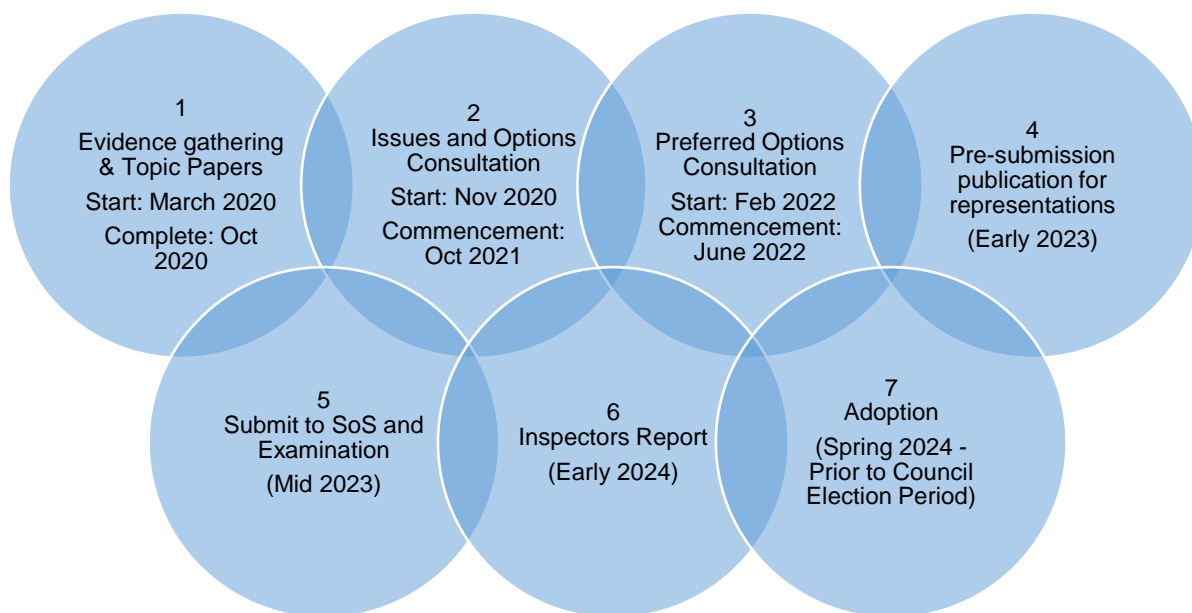 1
Evidence gathering
& Topic Papers
Start: March 2020
Complete: Oct
2020
2
Issues and Options
Consultation
Start: Nov 2020
Commencement:
Oct 2021
3
Preferred Options
Consultation
Start: Feb 2022
Commencement:
June 2022
4
Pre-submission
publication for
representations
(Early 2023)
5
Submit to SoS and
Examination
(Mid 2023)
6
Inspectors Report
(Early 2024)
7
Adoption
(Spring 2024 -
Prior to Council
Election Period)